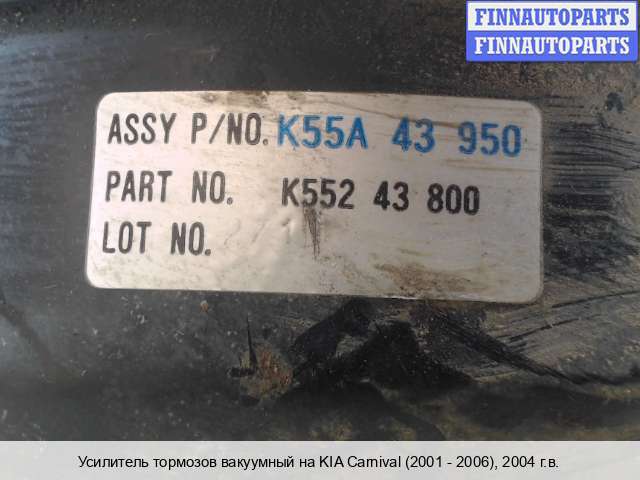 FINNAUTOPARTS
FINNAUTOPARTS
ASSY P/NO. K55A 43 950
PART NO. K552 43 800
LOT NO.
Усилитель тормозов вакуумный на KIA Carnival (2001 - 2006), 2004 г.в.